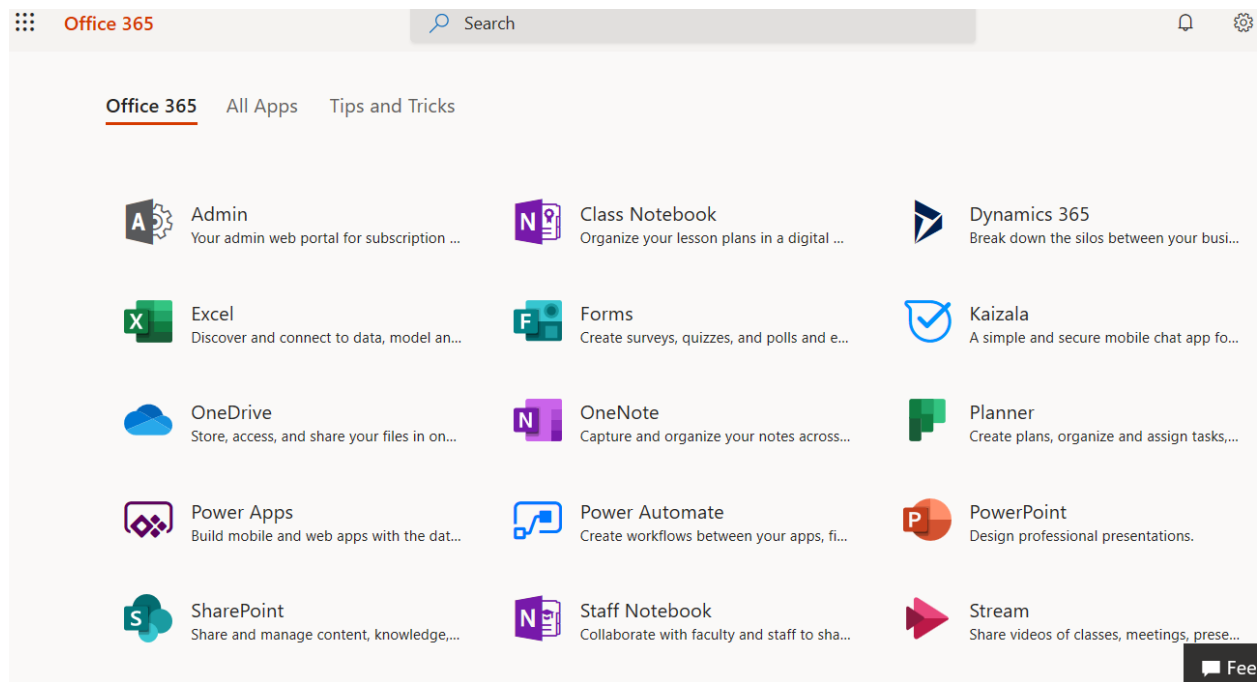 Office 365
Search
Office 365 All Apps Tips and Tricks
Admin
Your admin web portal for subscription ...
Class Notebook
Organize your lesson plans in a digital ...
Dynamics 365
Break down the silos between your busi...
Excel
Discover and connect to data, model an...
Forms
Create surveys, quizzes, and polls and e...
Kaizala
A simple and secure mobile chat app fo...
OneDrive
Store, access, and share your files in on...
OneNote
Capture and organize your notes across...
Planner
Create plans, organize and assign tasks,...
Power Apps
Build mobile and web apps with the dat...
Power Automate
Create workflows between your apps, fi...
PowerPoint
Design professional presentations.
SharePoint
Share and manage content, knowledge,...
Staff Notebook
Collaborate with faculty and staff to sha...
Stream
Share videos of classes, meetings, prese...
Fee